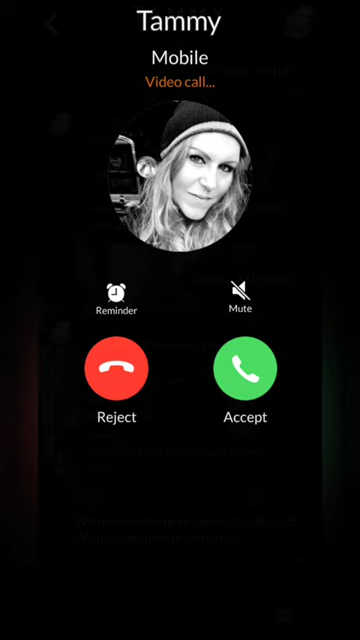 Tammy
Mobile
Video call...
Reminder
Mute
Reject
Accept